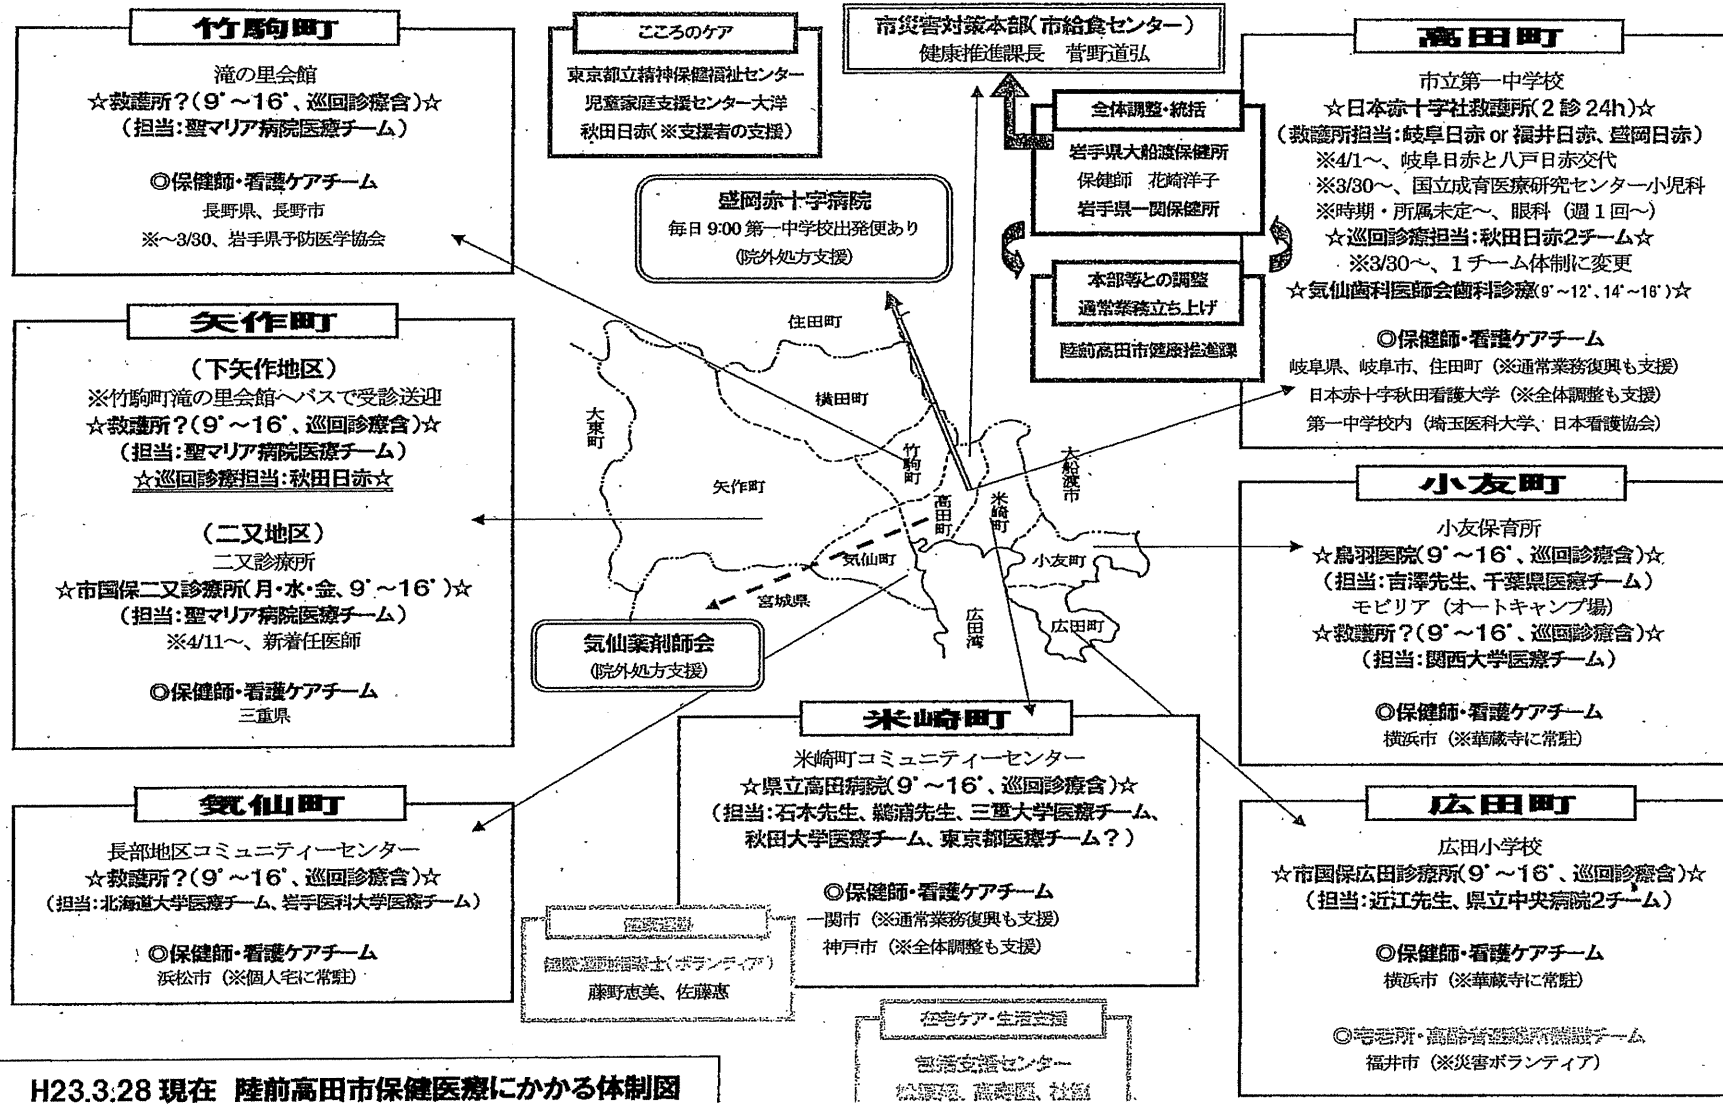 竹駒町
滝の里会館
☆救護所?(9˚~16˚、巡回診療含)☆
(担当:聖マリア病院医療チーム)
◎保健師・看護ケアチーム
長野県、長野市
※~3/30、岩手県予防医学協会
矢作町
(下矢作地区)
※竹駒町滝の里会館へバスで受診送迎
☆救護所?(9˚~16˚、巡回診療含)☆
(担当:聖マリア病院医療チーム)
☆巡回診療担当:秋田日赤☆
(二又地区)
二又診療所
☆市国保二又診療所(月・水・金、9˚~16˚)☆
(担当:聖マリア病院医療チーム)
※4/11~、新着任医師
◎保健師・看護ケアチーム
三重県
気仙町
長部地区コミュニティーセンター
☆救護所?(9˚~16˚、巡回診療含)☆
(担当:北海道大学医療チーム、岩手医科大学医療チーム)
◎保健師・看護ケアチーム
浜松市(※個人宅に常駐)
H23.3.28 現在 陸前高田市保健医療にかかる体制図
こころのケア
東京都立精神保健福祉センター
児童家庭支援センター大洋
秋田日赤(※支援者の支援)
市災害対策本部(市給食センター)
健康推進課長 菅野道弘
全体調整・統括
岩手県大船渡保健所
保健師 花崎洋子
岩手県一関保健所
本部等との調整
通常業務立ち上げ
陸前高田市健康推進課
盛岡赤十字病院
毎日 9:00 第一中学校出発便あり
(院外処方支援)
住田町
横田町
大東町
竹駒町
矢作町
高田町
米崎町
大船渡市
気仙町
小友町
宮城県
広田湾
広田町
気仙薬剤師会
(院外処方支援)
米崎町
米崎町コミュニティーセンター
☆県立高田病院(9˚~16˚、巡回診療含)☆
(担当:石木先生、鵜浦先生、三重大学医療チーム、
秋田大学医療チーム、東京都医療チーム?)
◎保健師・看護ケアチーム
一関市(※通常業務復興も支援)
神戸市(※全体調整も支援)
(ボランティア)
藤野恵美、佐藤惠
在宅ケア・生活支援
包括支援センター
高田町
市立第一中学校
☆日本赤十字社救護所(2診24h)☆
(救護所担当:岐阜日赤 or 福井日赤、盛岡日赤)
※4/1~、岐阜日赤と八戸日赤交代
※3/30~、国立成育医療研究センター小児科
※時期・所属未定~、眼科(週1回~)
☆巡回診療担当:秋田日赤2チーム☆
※3/30~、1チーム体制に変更
☆気仙歯科医師会歯科診療(9˚~12˚、14˚~16˚)☆
◎保健師・看護ケアチーム
岐阜県、岐阜市、住田町(※通常業務復興も支援)
日本赤十字秋田看護大学(※全体調整も支援)
第一中学校内(埼玉医科大学、日本看護協会)
小友町
小友保育所
☆鳥羽医院(9˚~16˚、巡回診療含)☆
(担当:吉澤先生、千葉県医療チーム)
モビリア(オートキャンプ場)
☆救護所?(9˚~16˚、巡回診療含)☆
(担当:関西大学医療チーム)
◎保健師・看護ケアチーム
横浜市(※華蔵寺に常駐)
広田町
広田小学校
☆市国保広田診療所(9˚~16˚、巡回診療含)☆
(担当:近江先生、県立中央病院2チーム)
◎保健師・看護ケアチーム
横浜市(※華蔵寺に常駐)
チーム
福井市(※災害ボランティア)